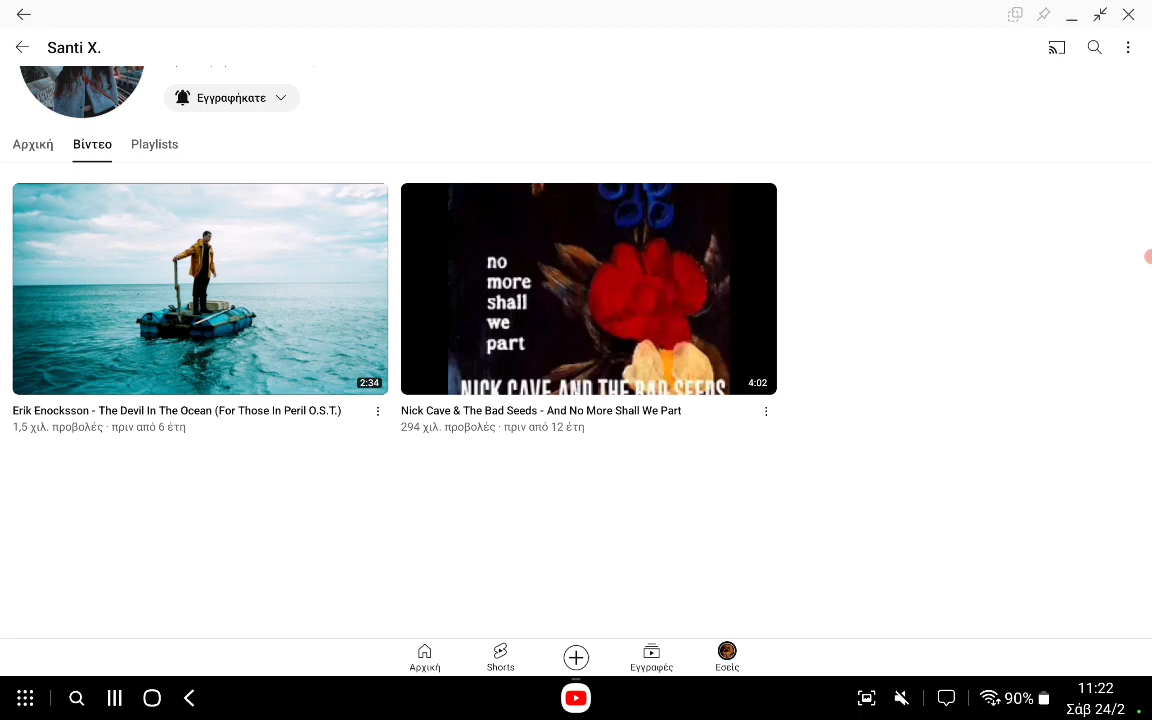 Santi X.
Εγγραφήκατε
Αρχική
Βίντεο
Playlists
no
more
shall
we
part
NICK CAVE AND THE BAD SEEDS
2:34
4:02
Erik Enocksson - The Devil In The Ocean (For Those In Peril O.S.T.)
1,5 χιλ. προβολές · πριν από 6 έτη
Nick Cave & The Bad Seeds - And No More Shall We Part
294 χιλ. προβολές · πριν από 12 έτη
Αρχική
Shorts
Εγγραφές
Εσείς
90%
11:22
Σάβ 24/2